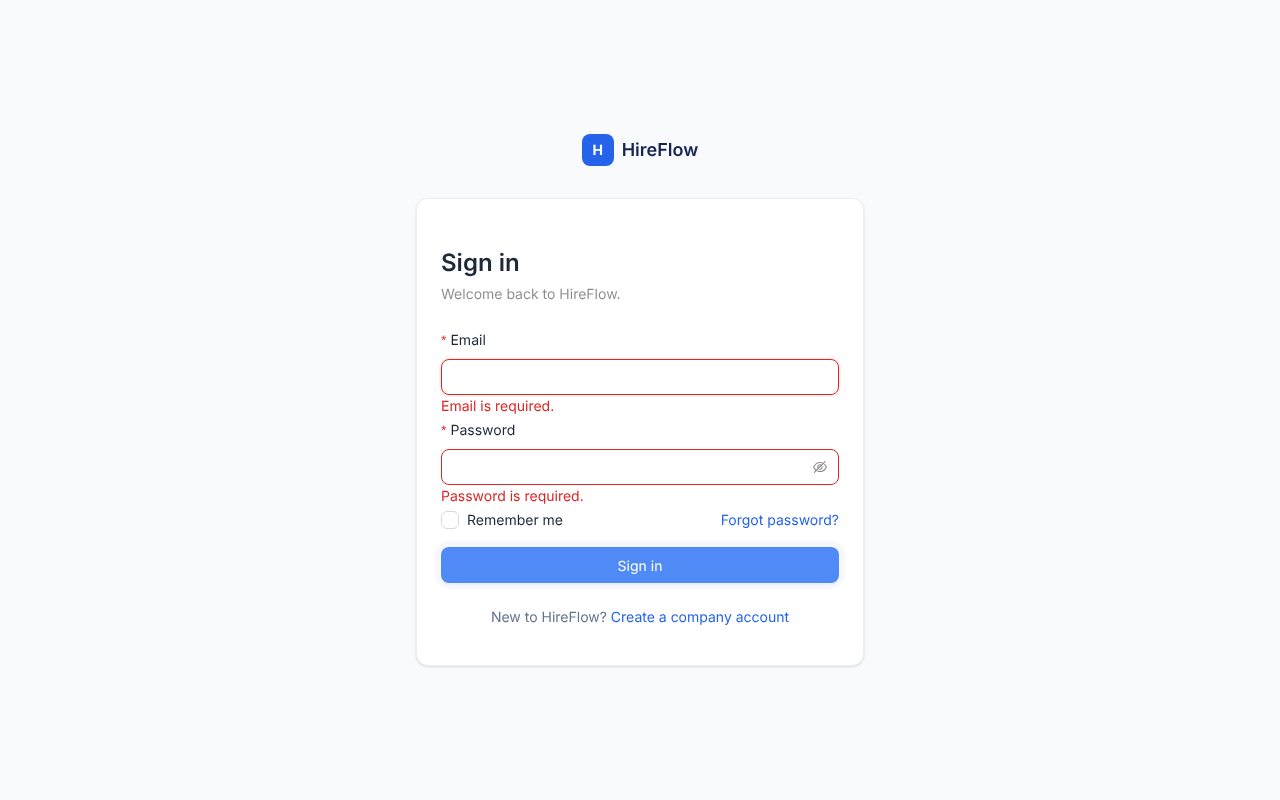 H HireFlow
Sign in
Welcome back to HireFlow.
* Email
Email is required.
* Password
Password is required.
Remember me Forgot password?
Sign in
New to HireFlow? Create a company account